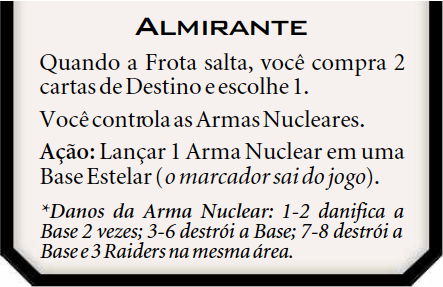 ALMIRANTE
Quando a Frota salta, você compra 2
cartas de Destino e escolhe 1.
Você controla as Armas Nucleares.
Ação: Lançar 1 Arma Nuclear em uma
Base Estelar (o marcador sai do jogo).
*Danos da Arma Nuclear: 1-2 danifica a
Base 2 vezes; 3-6 destrói a Base; 7-8 destrói a
Base e 3 Raiders na mesma área.